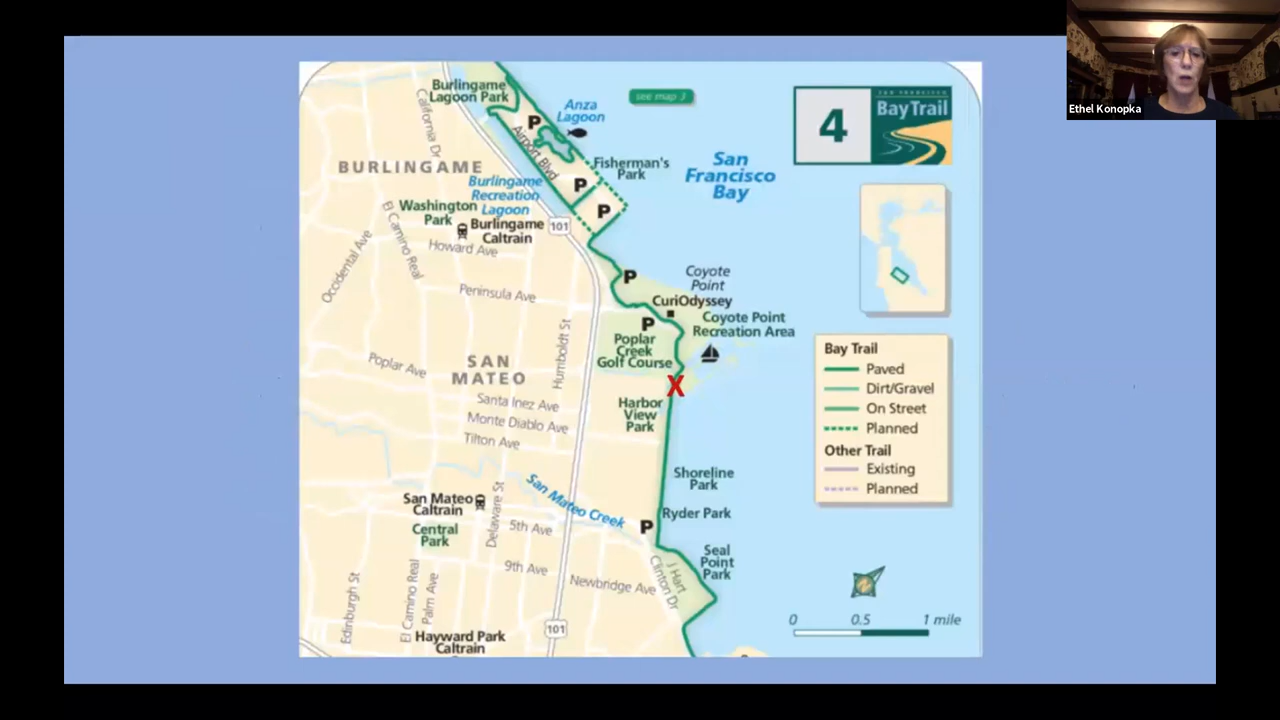 Ethel Konopka
Burlingame
Lagoon Park
see map 3
Anza
Lagoon
California Dr
Airport Blvd
P
4
SAN FRANCISCO
BayTrail
San
Francisco
Bay
Fisherman's
Park
BURLINGAME
Burlingame
Recreation
Lagoon
P
P
Washington
Park
Burlingame
Caltrain
101
Howard Ave
El Camino Real
Occidental Ave
Peninsula Ave
P
Coyote
Point
CuriOdyssey
P
Coyote Point
Recreation Area
Poplar
Creek
Golf Course
Humboldt St
SAN
MATEO
Poplar Ave
X
Santa Inez Ave
Monte Diablo Ave
Tilton Ave
Harbor
View
Park
Bay Trail
Paved
Dirt/Gravel
On Street
Planned
Other Trail
Existing
Planned
Shoreline
Park
San Mateo Creek
San Mateo
Caltrain
Central
Park
Delaware St
5th Ave
P
Ryder Park
Seal
Point
Park
9th Ave
Newbridge Ave
J Hart
Clinton Dr
Edinburgh St
El Camino Real
Palm Ave
Hayward Park
Caltrain
101
0 0.5 1 mile